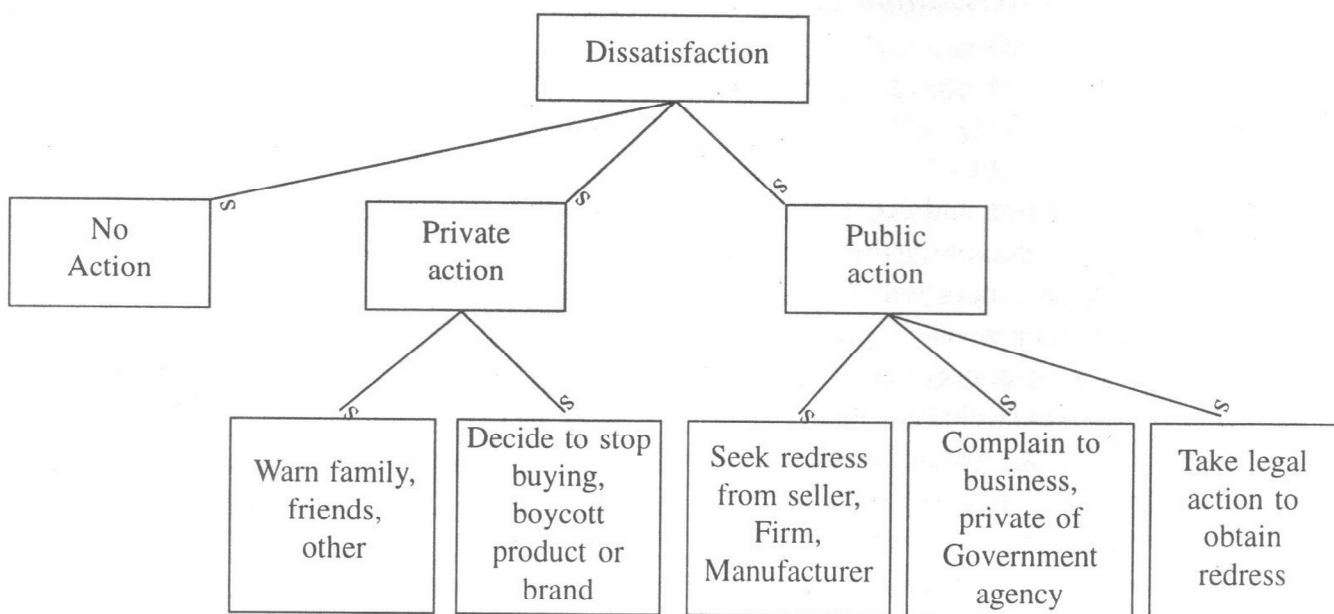 Dissatisfaction
No
Action
Private
action
Public
action
Warn family,
friends,
other
Decide to stop
buying,
boycott
product or
brand
Seek redress
from seller,
Firm,
Manufacturer
Complain to
business,
private of
Government
agency
Take legal
action to
obtain
redress